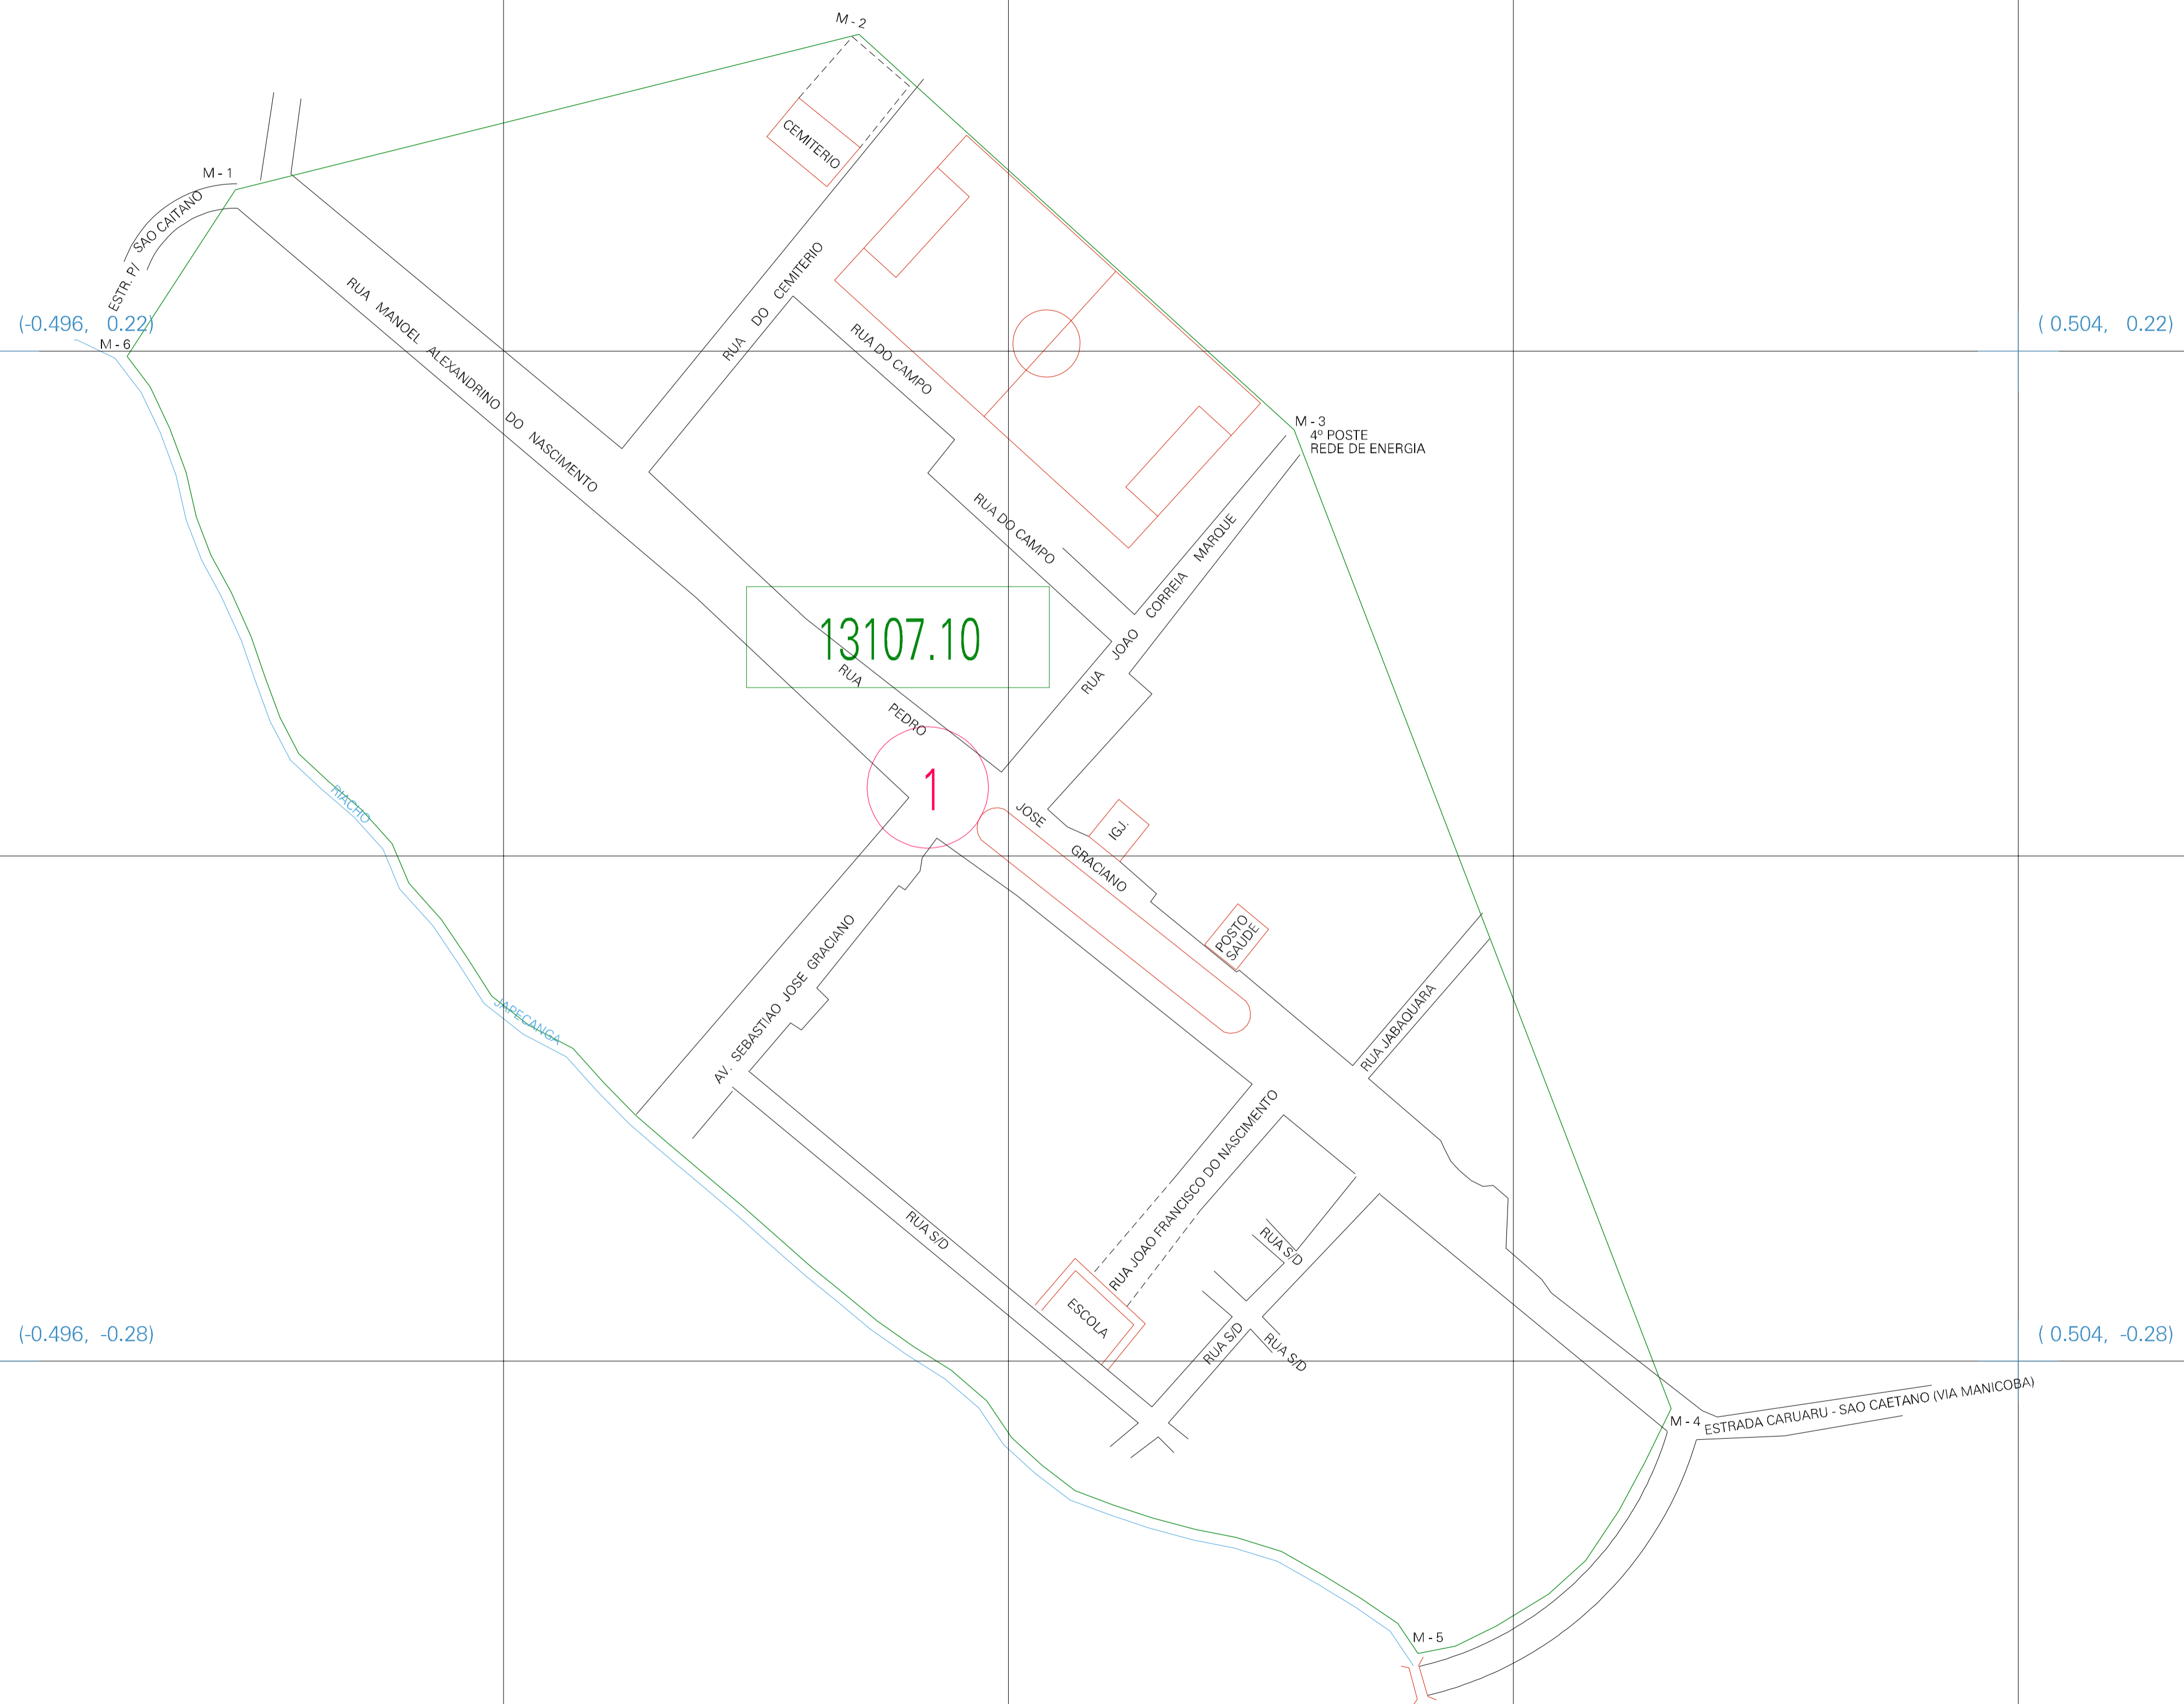 M - 2
CEMITERIO
M - 1
SAO CAITANO
ESTR. P/
RUA DO CEMITERIO
RUA MANOEL ALEXANDRINO DO NASCIMENTO
(-0.496, 0.22)
( 0.504, 0.22)
M - 6
RUA DO CAMPO
M - 3
4º POSTE
REDE DE ENERGIA
RUA DO CAMPO
RUA JOAO CORREIA MARQUE
13107.10
RUA PEDRO JOSE GRACIANO
1
RIACHO JAPECANGA
IGJ.
POSTO
SAUDE
AV. SEBASTIAO JOSE GRACIANO
RUA JABAQUARA
RUA JOAO FRANCISCO DO NASCIMENTO
RUA S/D
RUA S/D
ESCOLA
RUA S/D
RUA S/D
(-0.496, -0.28)
( 0.504, -0.28)
M - 4
ESTRADA CARUARU - SAO CAETANO (VIA MANICOBA)
M - 5